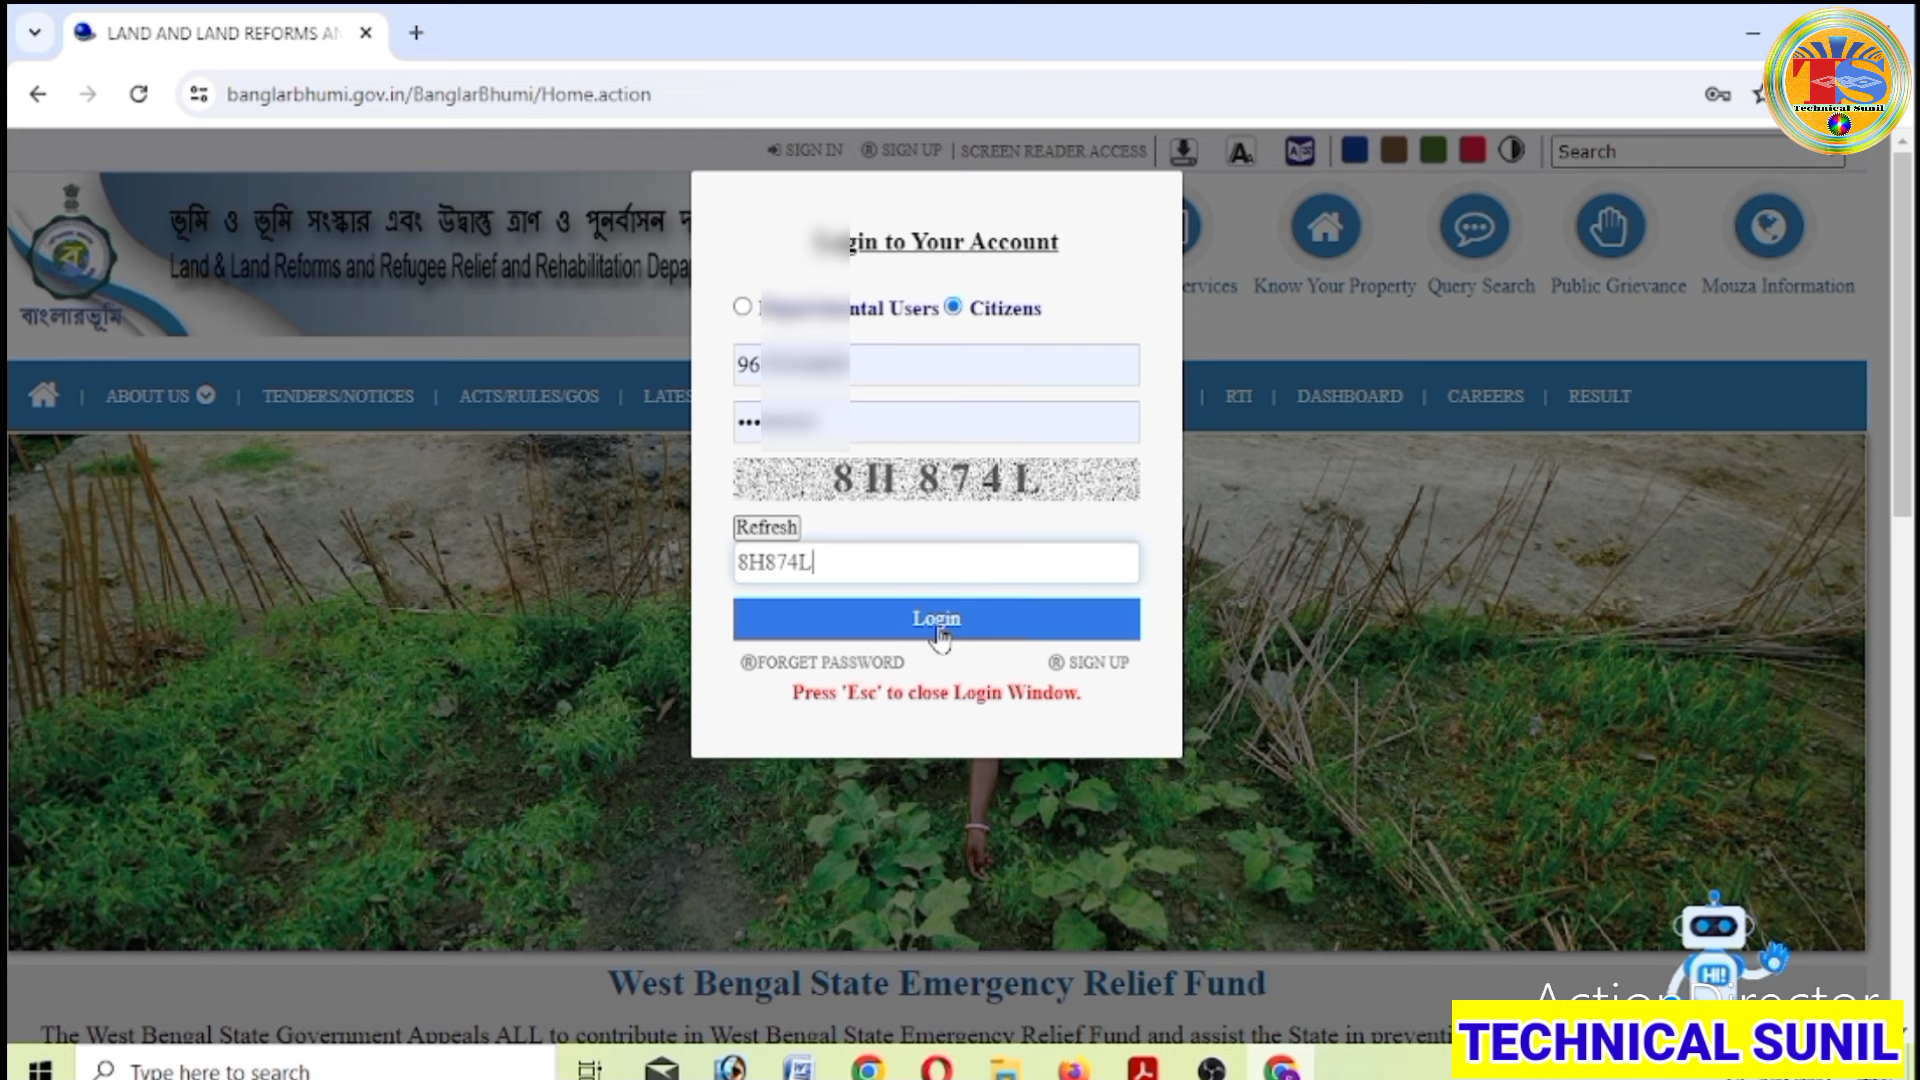 LAND AND LAND REFORMS AN
banglarbhumi.gov.in/BanglarBhumi/Home.action
Technical Sunil
SIGN IN ® SIGN UP | SCREEN READER ACCESS
Search
ভূমি ও ভূমি সংস্কার এবং উদ্বাস্তু ত্রাণ ও পুনর্বাসন দ
Land & Land Reforms and Refugee Relief and Rehabilitation Depa
বাংলারভূমি
ervices Know Your Property Query Search Public Grievance Mouza Information
Login to Your Account
ntal Users Citizens
96
ABOUT US | TENDERS/NOTICES | ACTS/RULES/GOS | LATES | RTI | DASHBOARD | CAREERS | RESULT
8H 874L
Refresh
8H874L
Login
®FORGET PASSWORD ® SIGN UP
Press 'Esc' to close Login Window.
HI!
West Bengal State Emergency Relief Fund
The West Bengal State Government Appeals ALL to contribute in West Bengal State Emergency Relief Fund and assist the State in preventi
ActionDirector
TECHNICAL SUNIL
Type here to search